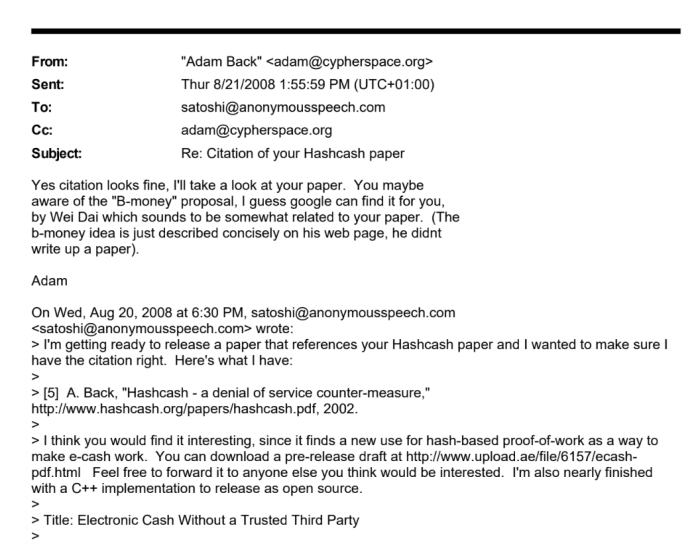 From: "Adam Back" <adam@cypherspace.org>
Sent: Thur 8/21/2008 1:55:59 PM (UTC+01:00)
To: satoshi@anonymousspeech.com
Cc: adam@cypherspace.org
Subject: Re: Citation of your Hashcash paper
Yes citation looks fine, I'll take a look at your paper. You maybe
aware of the "B-money" proposal, I guess google can find it for you,
by Wei Dai which sounds to be somewhat related to your paper. (The
b-money idea is just described concisely on his web page, he didnt
write up a paper).
Adam
On Wed, Aug 20, 2008 at 6:30 PM, satoshi@anonymousspeech.com
<satoshi@anonymousspeech.com> wrote:
> I'm getting ready to release a paper that references your Hashcash paper and I wanted to make sure I
have the citation right. Here's what I have:
>
> [5] A. Back, "Hashcash - a denial of service counter-measure,"
http://www.hashcash.org/papers/hashcash.pdf, 2002.
>
> I think you would find it interesting, since it finds a new use for hash-based proof-of-work as a way to
make e-cash work. You can download a pre-release draft at http://www.upload.ae/file/6157/ecash-
pdf.html Feel free to forward it to anyone else you think would be interested. I'm also nearly finished
with a C++ implementation to release as open source.
>
> Title: Electronic Cash Without a Trusted Third Party
>